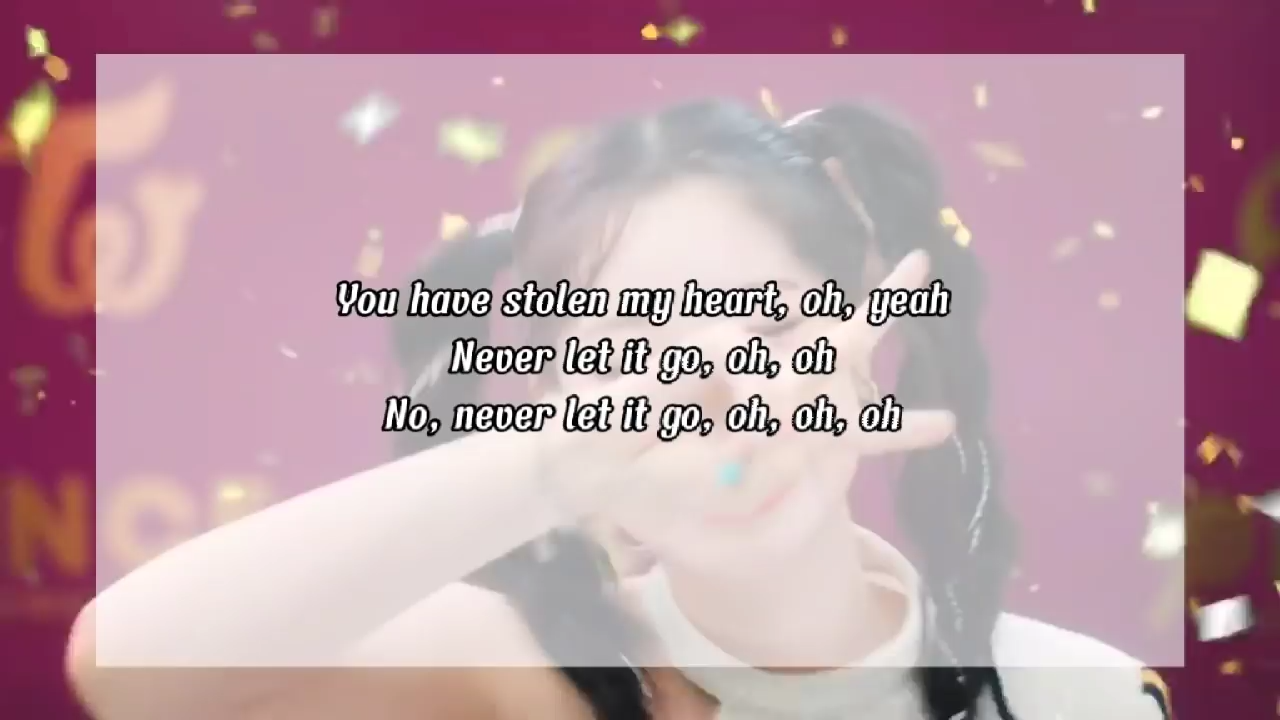 You have stolen my heart, oh, yeah
Never let it go, oh, oh
No, never let it go, oh, oh, oh
NCE